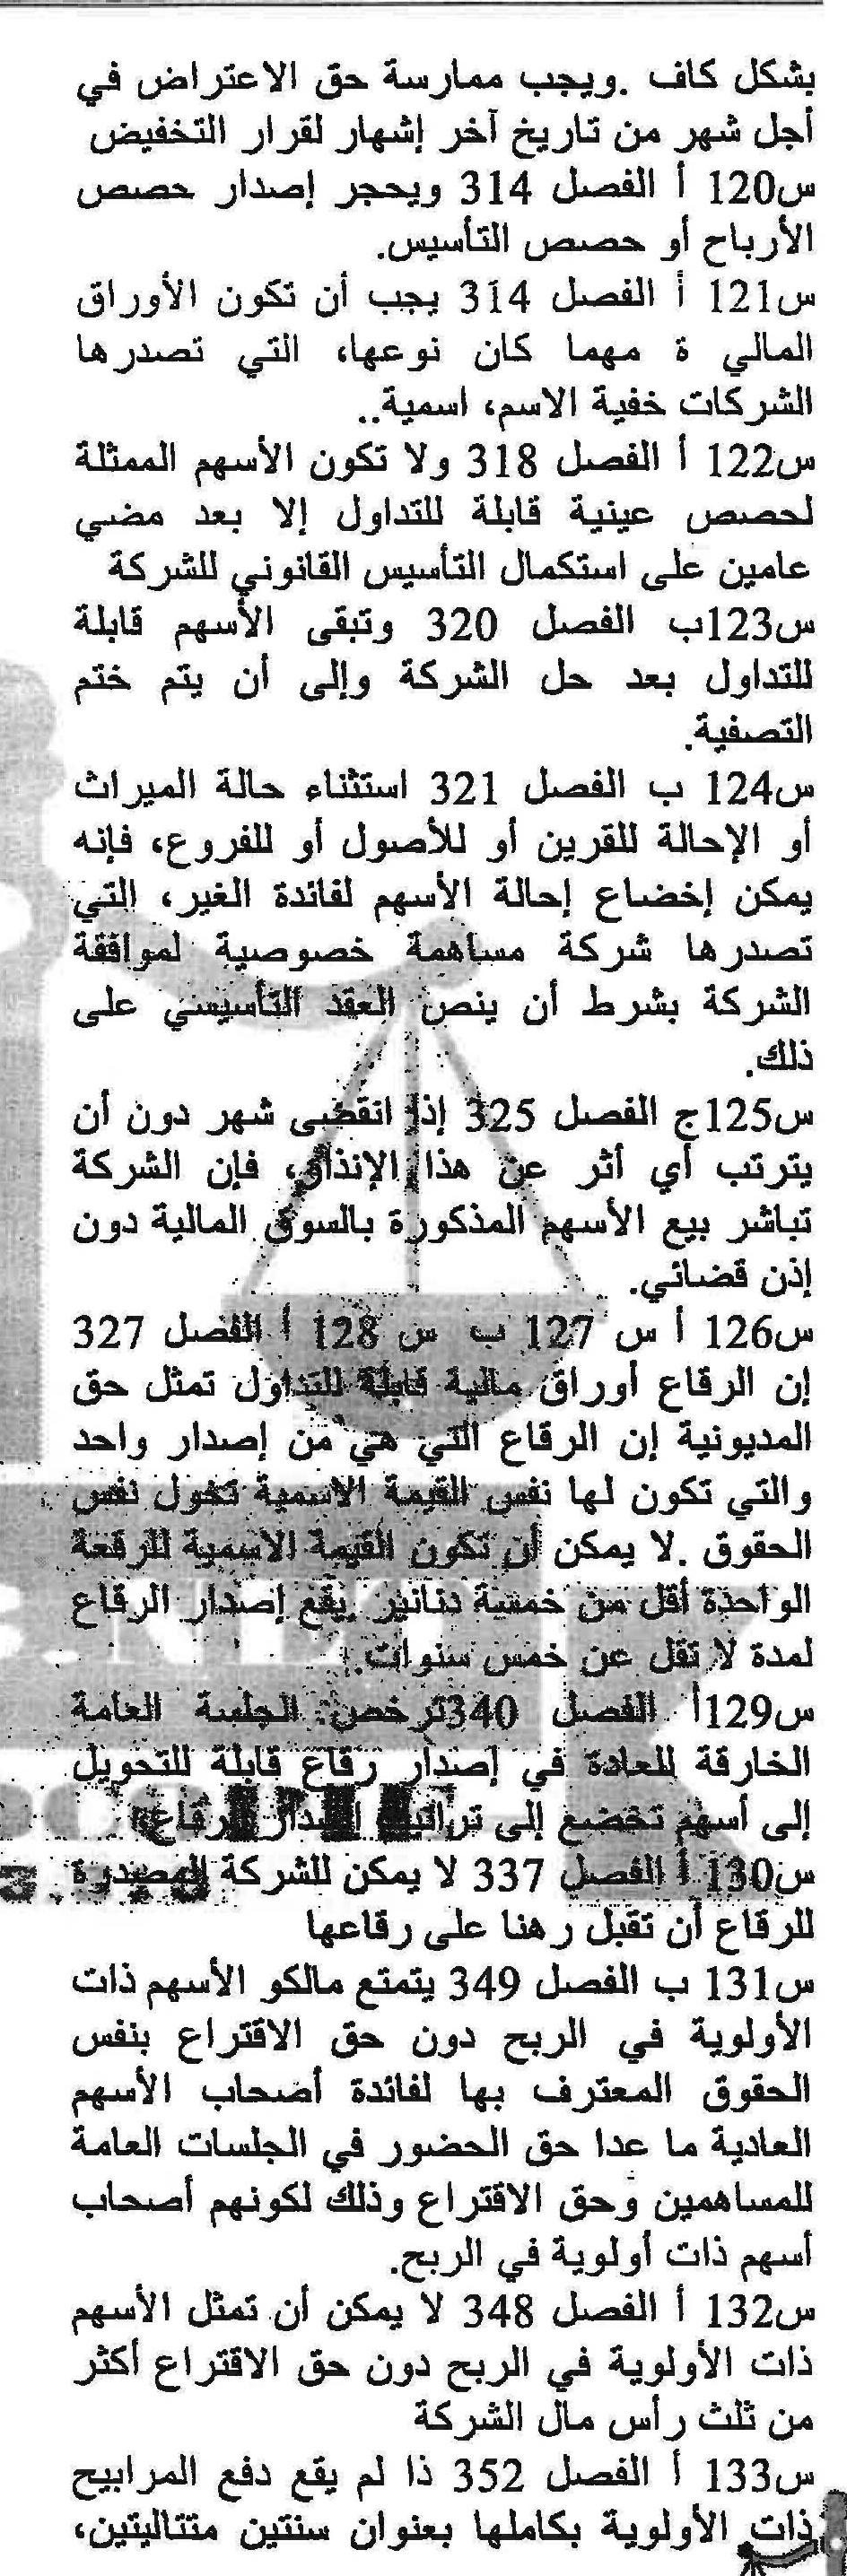 بشكل كاف .ويجب ممارسة حق الاعتراض في
أجل شهر من تاريخ آخر إشهار لقرار التخفيض
س120 أ الفصل 314 ويحجر إصدار حصص
الأرباح أو حصص التأسيس.
س121 أ الفصل 314 يجب أن تكون الأوراق
المالي ة مهما كان نوعها، التي تصدرها
الشركات خفية الاسم، اسمية..
س122 أ الفصل 318 ولا تكون الأسهم الممثلة
لحصص عينية قابلة للتداول إلا بعد مضي
عامين على استكمال التأسيس القانوني للشركة
س123ب الفصل 320 وتبقى الأسهم قابلة
للتداول بعد حل الشركة وإلى أن يتم ختم
التصفية.
س124 ب الفصل 321 استثناء حالة الميراث
أو الإحالة للقرين أو للأصول أو للفروع، فإنه
يمكن إخضاع إحالة الأسهم لفائدة الغير، التي
تصدرها شركة مساهمة خصوصية لموافقة
الشركة بشرط أن ينص العقد التأسيسي على
ذلك.
س125ج الفصل 325 إذا انقضى شهر دون أن
يترتب أي أثر عن هذا الإنذار، فإن الشركة
تباشر بيع الأسهم المذكورة بالسوق المالية دون
إذن قضائي.
س126 أ س 127 ب س 128 أ الفصل 327
إن الرقاع أوراق مالية قابلة للتداول تمثل حق
المديونية إن الرقاع التي هي من إصدار واحد
والتي تكون لها نفس القيمة الاسمية تخول نفس
الحقوق .لا يمكن أن تكون القيمة الاسمية للرقعة
الواحدة أقل من خمسة دنانير. يقع إصدار الرقاع
لمدة لا تقل عن خمس سنوات.
س129أ الفصل 340ترخص الجلسة العامة
الخارقة للعادة في إصدار رقاع قابلة للتحويل
إلى أسهم تخضع إلى تراتيب إصدار الرقاع
س130 أ الفصل 337 لا يمكن للشركة المصدرة
للرقاع أن تقبل رهنا على رقاعها
س131 ب الفصل 349 يتمتع مالكو الأسهم ذات
الأولوية في الربح دون حق الاقتراع بنفس
الحقوق المعترف بها لفائدة أصحاب الأسهم
العادية ما عدا حق الحضور في الجلسات العامة
للمساهمين وحق الاقتراع وذلك لكونهم أصحاب
أسهم ذات أولوية في الربح.
س132 أ الفصل 348 لا يمكن أن تمثل الأسهم
ذات الأولوية في الربح دون حق الاقتراع أكثر
من ثلث رأس مال الشركة
س133 أ الفصل 352 ذا لم يقع دفع المرابيح
ذات الأولوية بكاملها بعنوان سنتين متتاليتين،